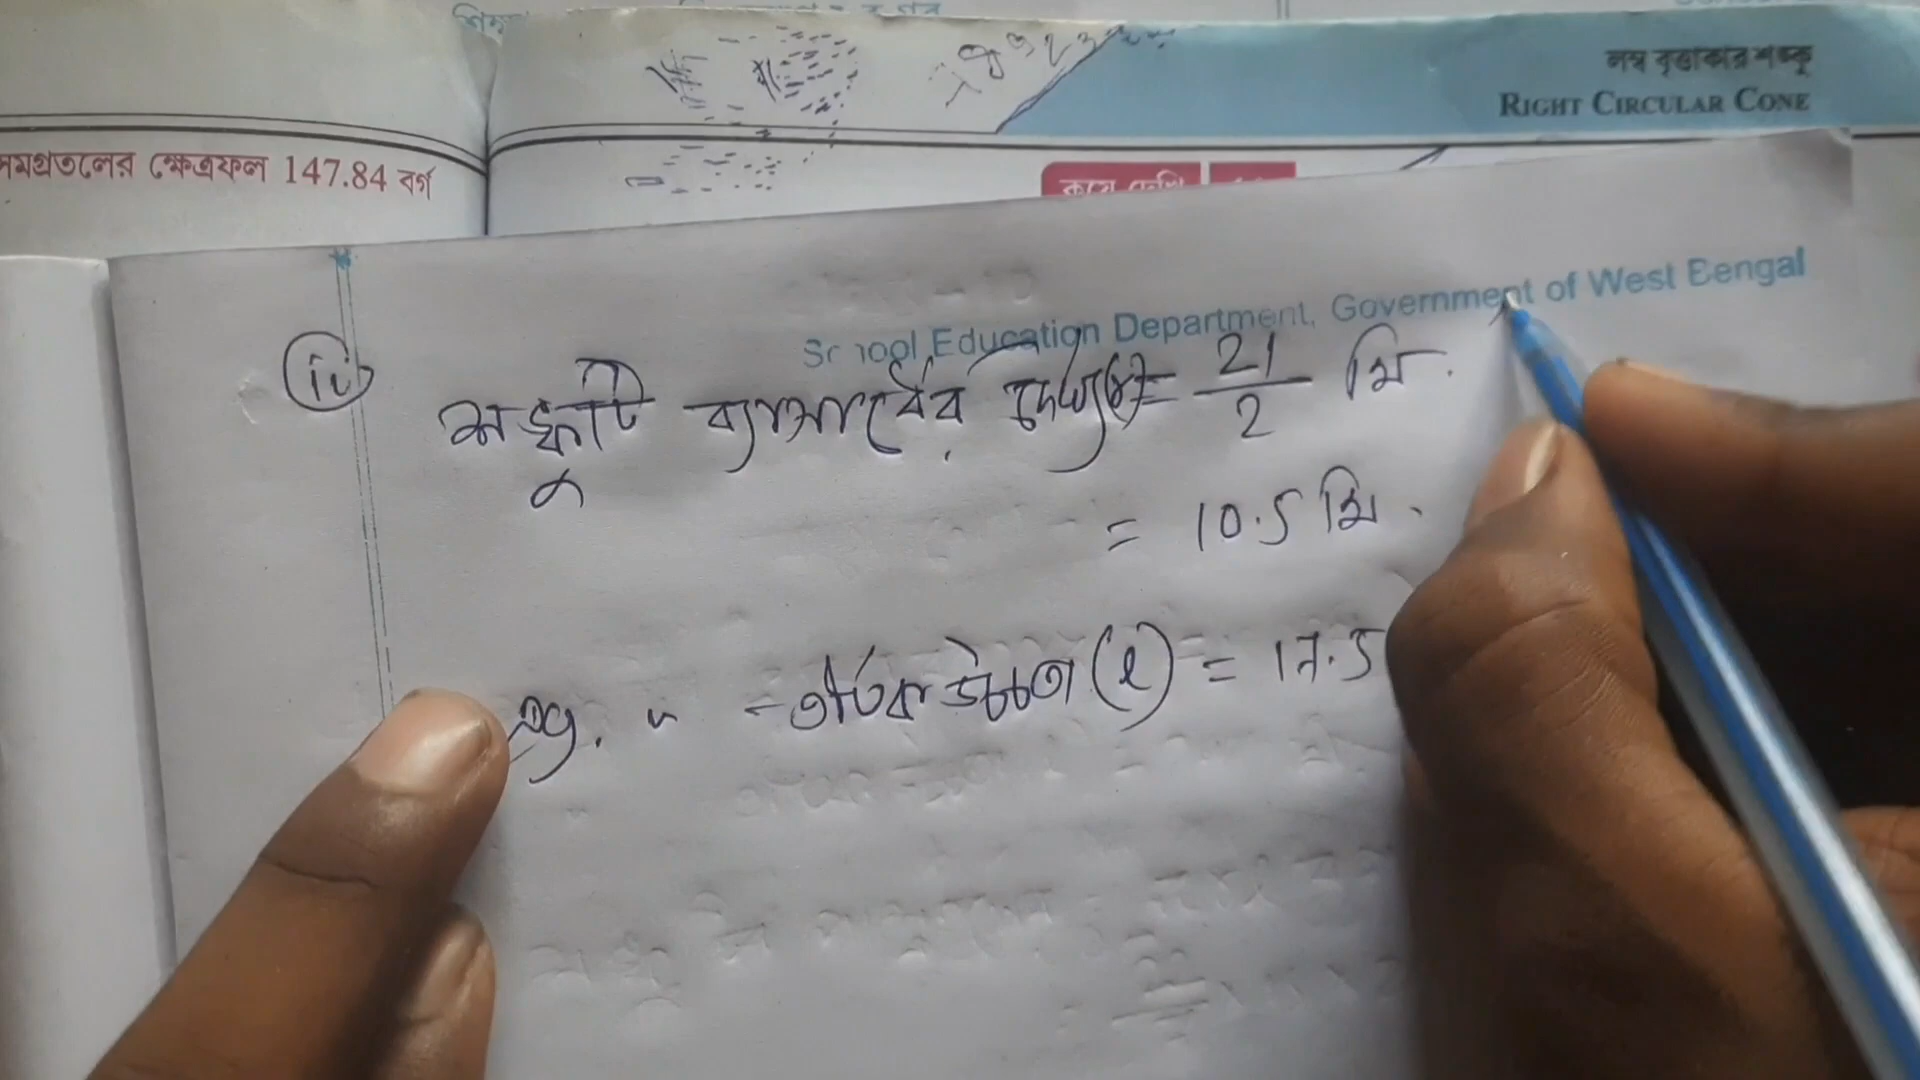 লম্ব বৃত্তাকার শঙ্কু
RIGHT CIRCULAR CONE
সমগ্রতলের ক্ষেত্রফল 147.84 বর্গ
কষে দেখি
School Education Department, Government of West Bengal
ii
শঙ্কুটি ব্যাসার্ধের দৈর্ঘ্য (r) = 21/2 মি.
= 10.5 মি.
তির্যক উচ্চতা (l) = 17.5